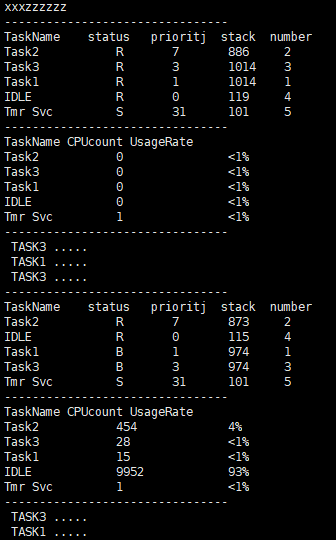 xxxzzzzzz
--------------------------------
TaskName status prioritj stack number
Task2 R 7 886 2
Task3 R 3 1014 3
Task1 R 1 1014 1
IDLE R 0 119 4
Tmr Svc S 31 101 5
--------------------------------
TaskName CPUcount UsageRate
Task2 0 <1%
Task3 0 <1%
Task1 0 <1%
IDLE 0 <1%
Tmr Svc 1 <1%
--------------------------------
TASK3 .....
TASK1 .....
TASK3 .....
--------------------------------
TaskName status prioritj stack number
Task2 R 7 873 2
IDLE R 0 115 4
Task1 B 1 974 1
Task3 B 3 974 3
Tmr Svc S 31 101 5
--------------------------------
TaskName CPUcount UsageRate
Task2 454 4%
Task3 28 <1%
Task1 15 <1%
IDLE 9952 93%
Tmr Svc 1 <1%
--------------------------------
TASK3 .....
TASK1 .....